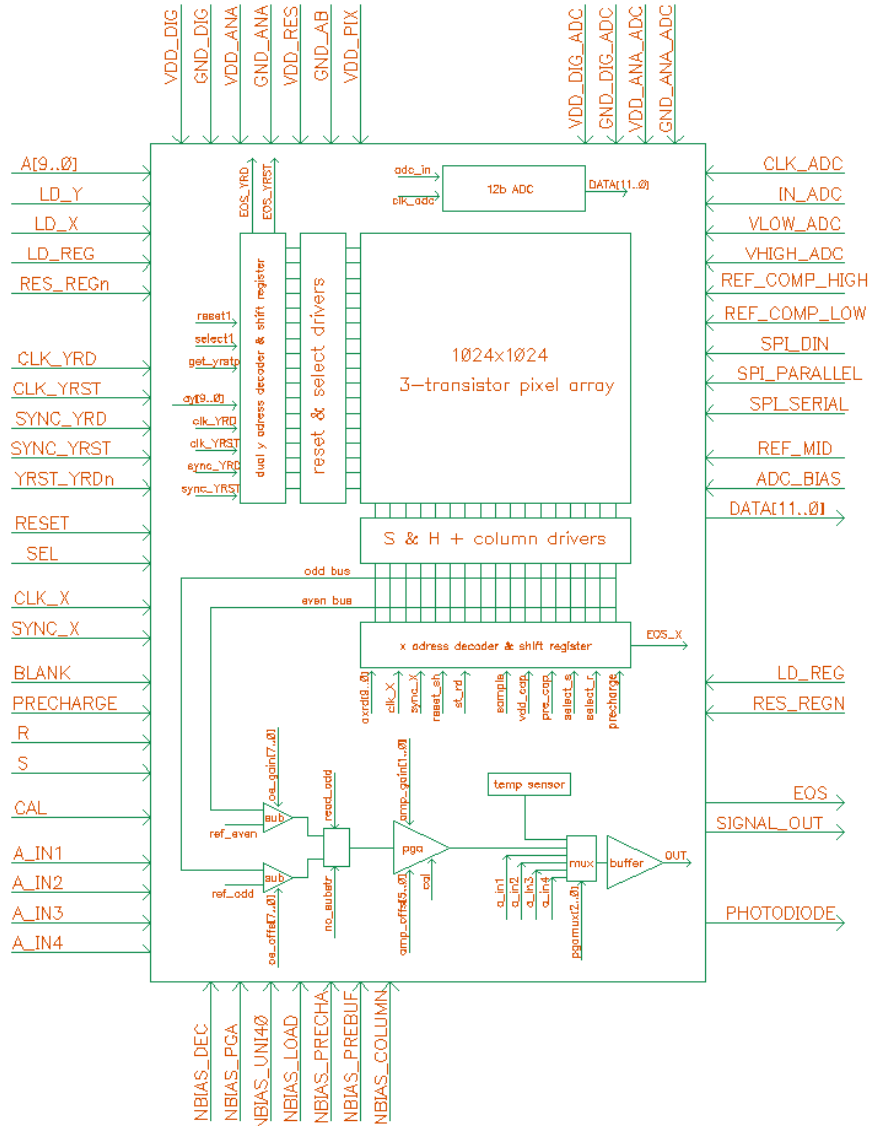 VDD_DIG
GND_DIG
VDD_ANA
GND_ANA
VDD_RES
GND_AB
VDD_PIX
VDD_DIG_ADC
GND_DIG_ADC
VDD_ANA_ADC
GND_ANA_ADC
A[9..0]
LD_Y
LD_X
LD_REG
RES_REGn
CLK_YRD
CLK_YRST
SYNC_YRD
SYNC_YRST
YRST_YRDn
RESET
SEL
CLK_X
SYNC_X
BLANK
PRECHARGE
R
S
CAL
A_IN1
A_IN2
A_IN3
A_IN4
EOS_YRD
EOS_YRST
adc_in
clk_adc
12b ADC
DATA[11..0]
reset1
select1
get_yrstp
ay[9..0]
clk_YRD
clk_YRST
sync_YRD
sync_YRST
dual y adress decoder & shift register
reset & select drivers
1024x1024
3-transistor pixel array
S & H + column drivers
odd bus
even bus
x adress decoder & shift register
EOS_X
axrd[9..0]
clk_X
sync_X
reset_sh
st_rd
sample
vdd_cap
pre_cap
select_s
select_r
precharge
oe_gain[7..0]
read_add
amp_gain[1..0]
temp sensor
sub
ref_even
sub
ref_odd
pga
mux
buffer
OUT
oe_offs[7..0]
no_substr
amp_offs[5..0]
cal
a_in1
a_in2
a_in3
a_in4
pgamux[2..0]
CLK_ADC
IN_ADC
VLOW_ADC
VHIGH_ADC
REF_COMP_HIGH
REF_COMP_LOW
SPI_DIN
SPI_PARALLEL
SPI_SERIAL
REF_MID
ADC_BIAS
DATA[11..0]
LD_REG
RES_REGN
EOS
SIGNAL_OUT
PHOTODIODE
NBIAS_DEC
NBIAS_PGA
NBIAS_UNI40
NBIAS_LOAD
NBIAS_PRECHA
NBIAS_PREBUF
NBIAS_COLUMN